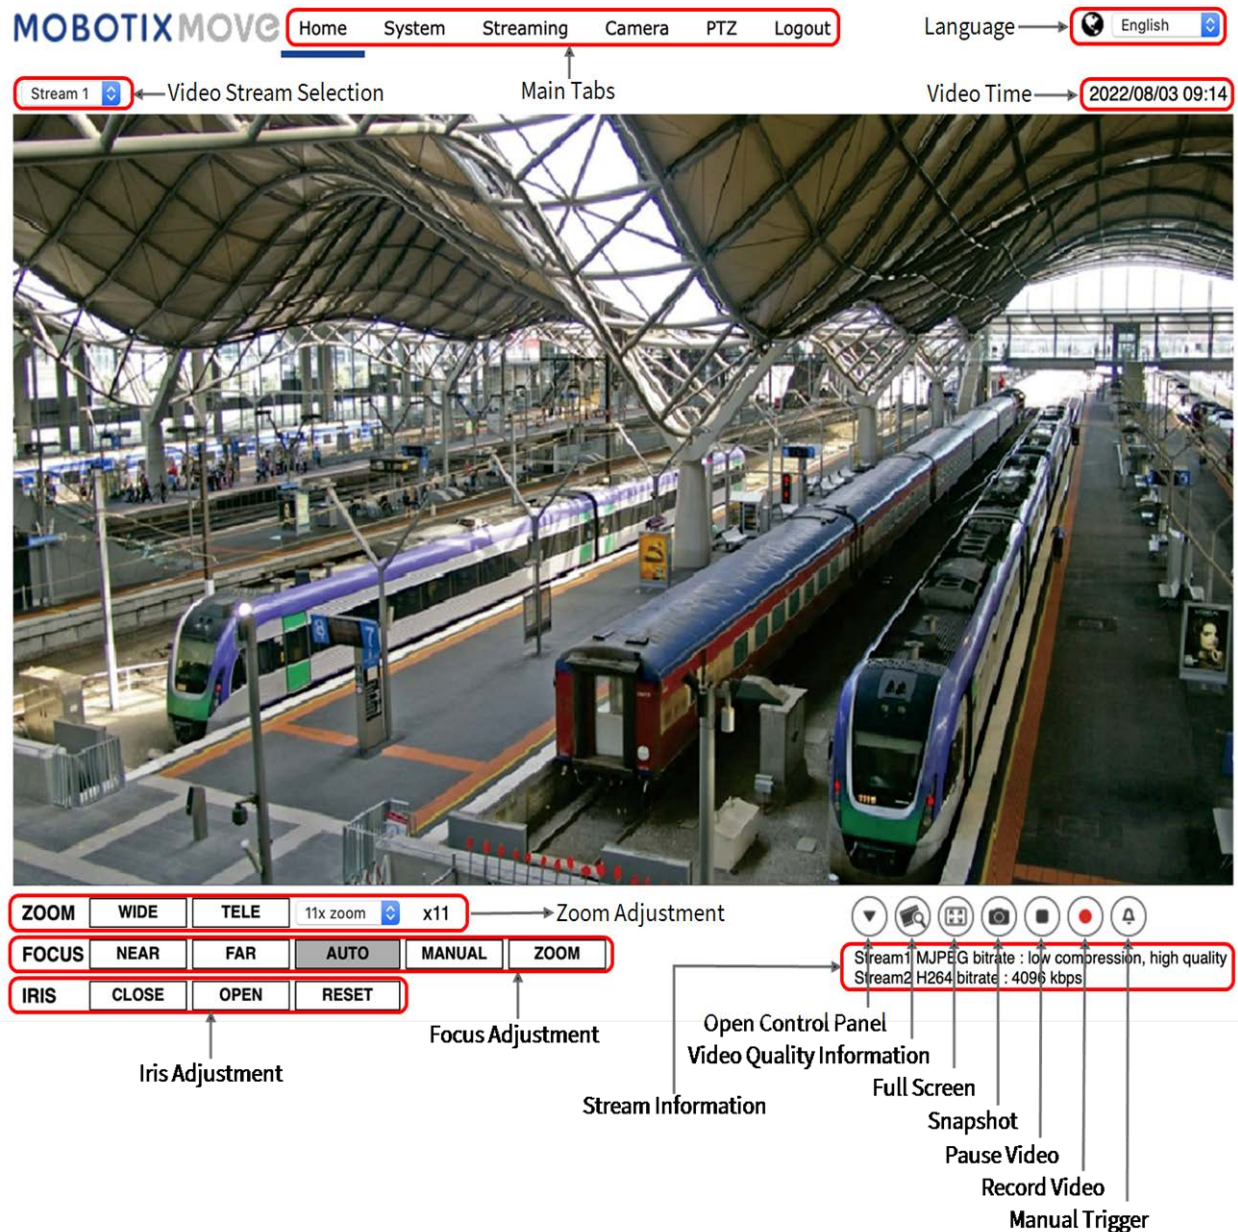 MOBOTIX MOVE
Home System Streaming Camera PTZ Logout
Language
English
Stream 1
Video Stream Selection
Main Tabs
Video Time
2022/08/03 09:14
8
7
1116
ZOOM WIDE TELE 11x zoom x11
Zoom Adjustment
FOCUS NEAR FAR AUTO MANUAL ZOOM
IRIS CLOSE OPEN RESET
Stream1 MJPEG bitrate : low compression, high quality
Stream2 H264 bitrate : 4096 kbps
Focus Adjustment
Iris Adjustment
Open Control Panel
Video Quality Information
Full Screen
Stream Information
Snapshot
Pause Video
Record Video
Manual Trigger